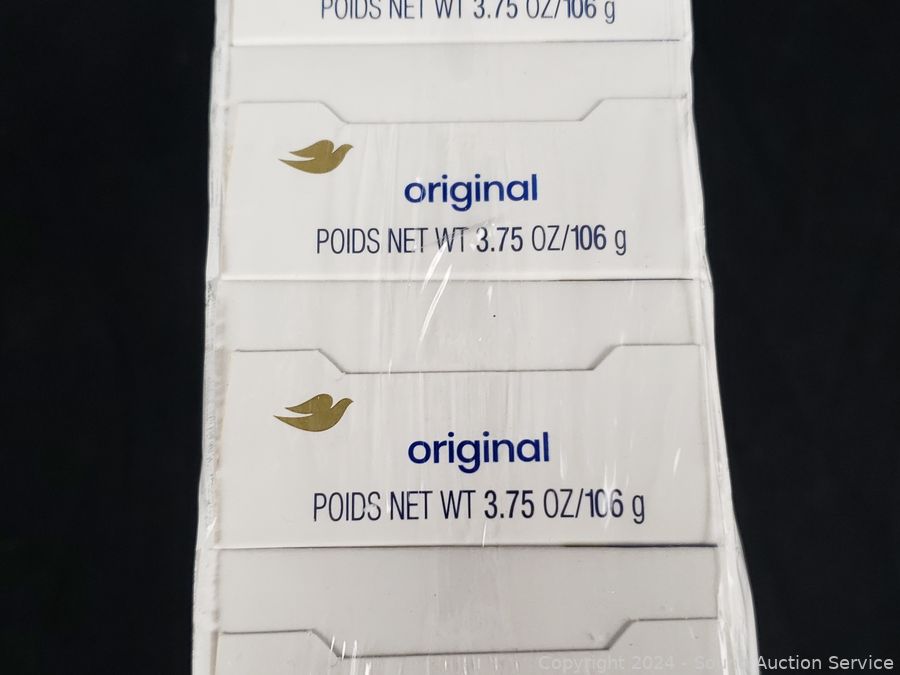 POIDS NET WT 3.75 OZ/106 g
original
POIDS NET WT 3.75 OZ/106 g
original
POIDS NET WT 3.75 OZ/106 g
Copyright 2024 - Auction Service